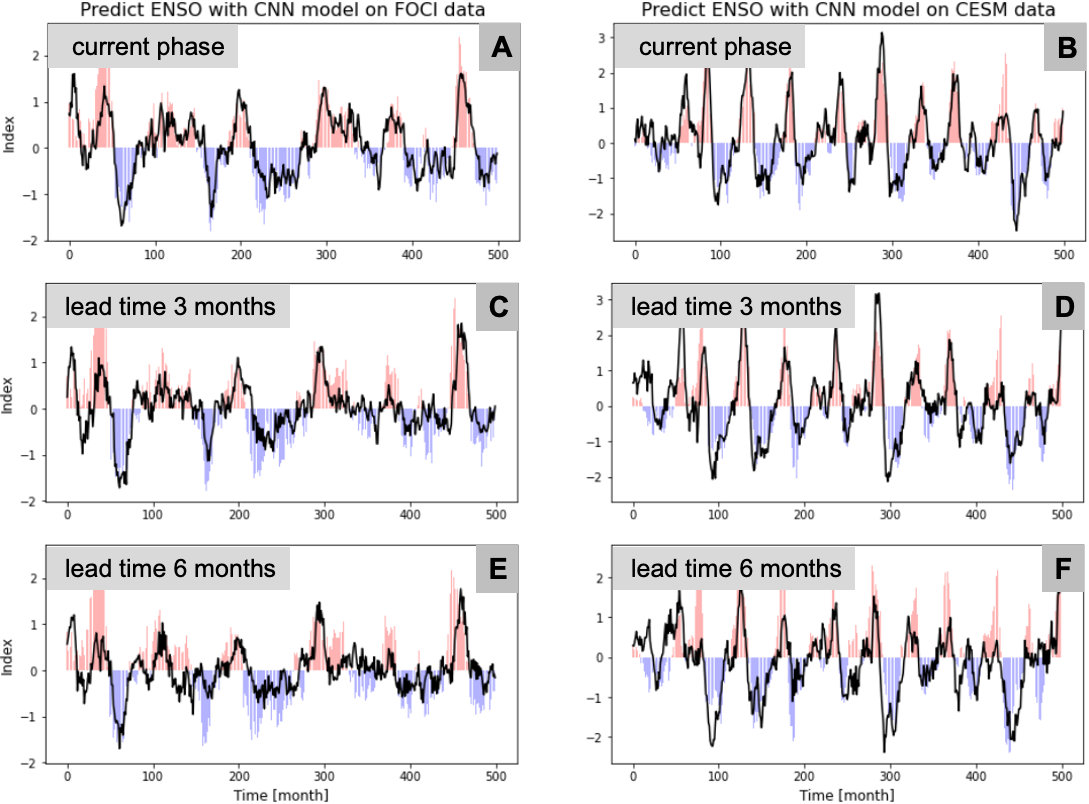 Predict ENSO with CNN model on FOCI data
Predict ENSO with CNN model on CESM data
current phase
A
2
1
0
−1
−2
Index
0 100 200 300 400 500
current phase
B
3
2
1
0
−1
−2
0 100 200 300 400 500
lead time 3 months
C
2
1
0
−1
−2
Index
0 100 200 300 400 500
lead time 3 months
D
3
2
1
0
−1
−2
0 100 200 300 400 500
lead time 6 months
E
2
1
0
−1
−2
Index
0 100 200 300 400 500
Time [month]
lead time 6 months
F
2
1
0
−1
−2
0 100 200 300 400 500
Time [month]